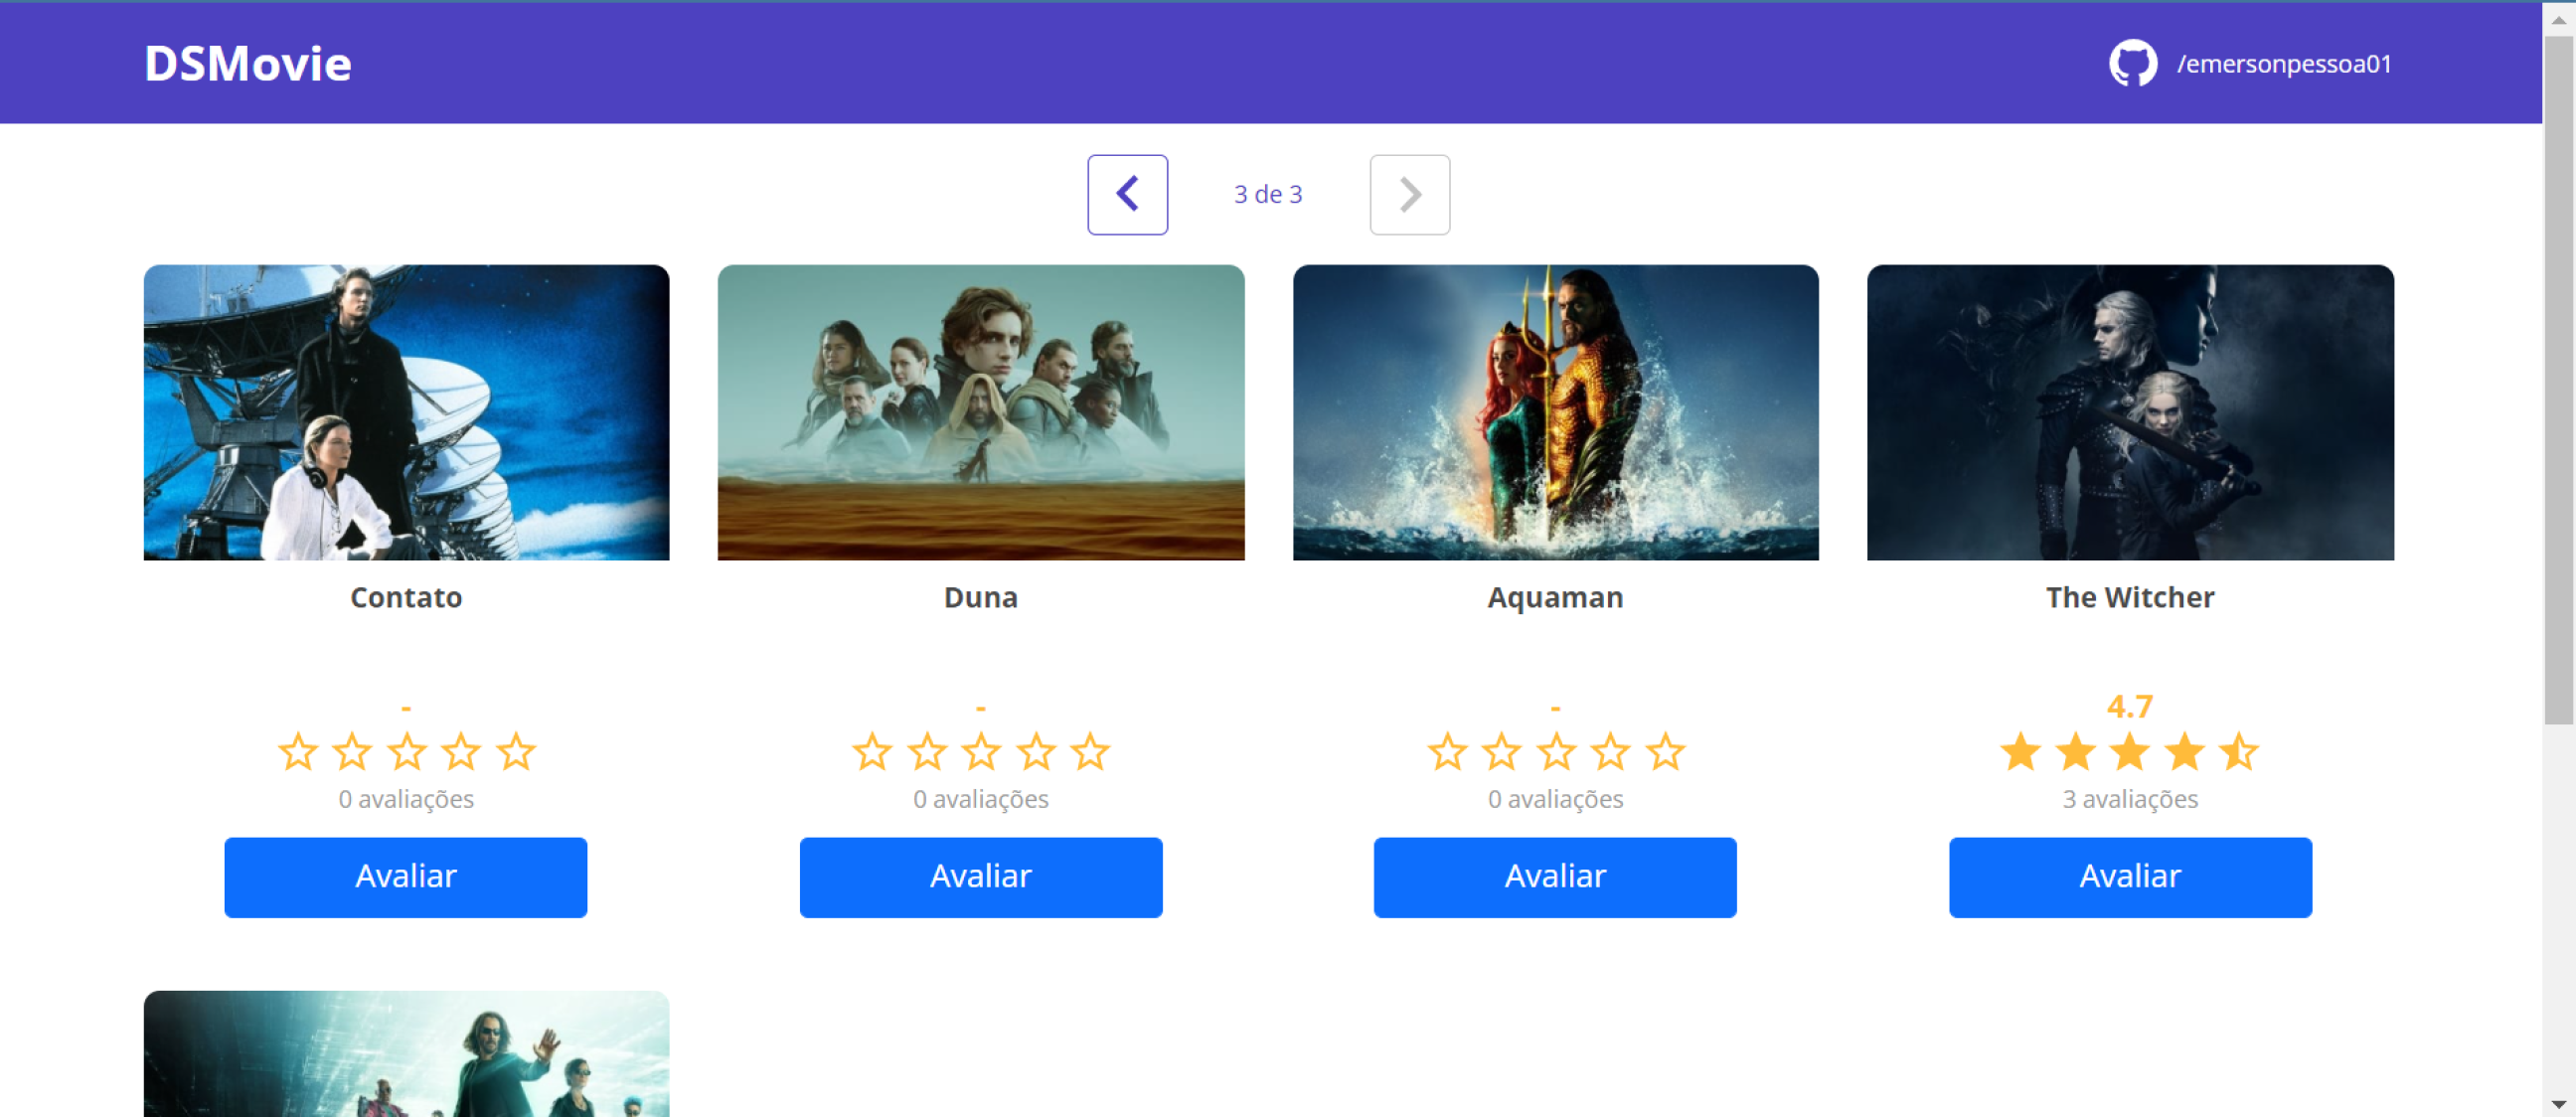 DSMovie
/emersonpessoa01
3 de 3
Contato
Duna
Aquaman
The Witcher
-
-
-
4.7
0 avaliações
0 avaliações
0 avaliações
3 avaliações
Avaliar
Avaliar
Avaliar
Avaliar